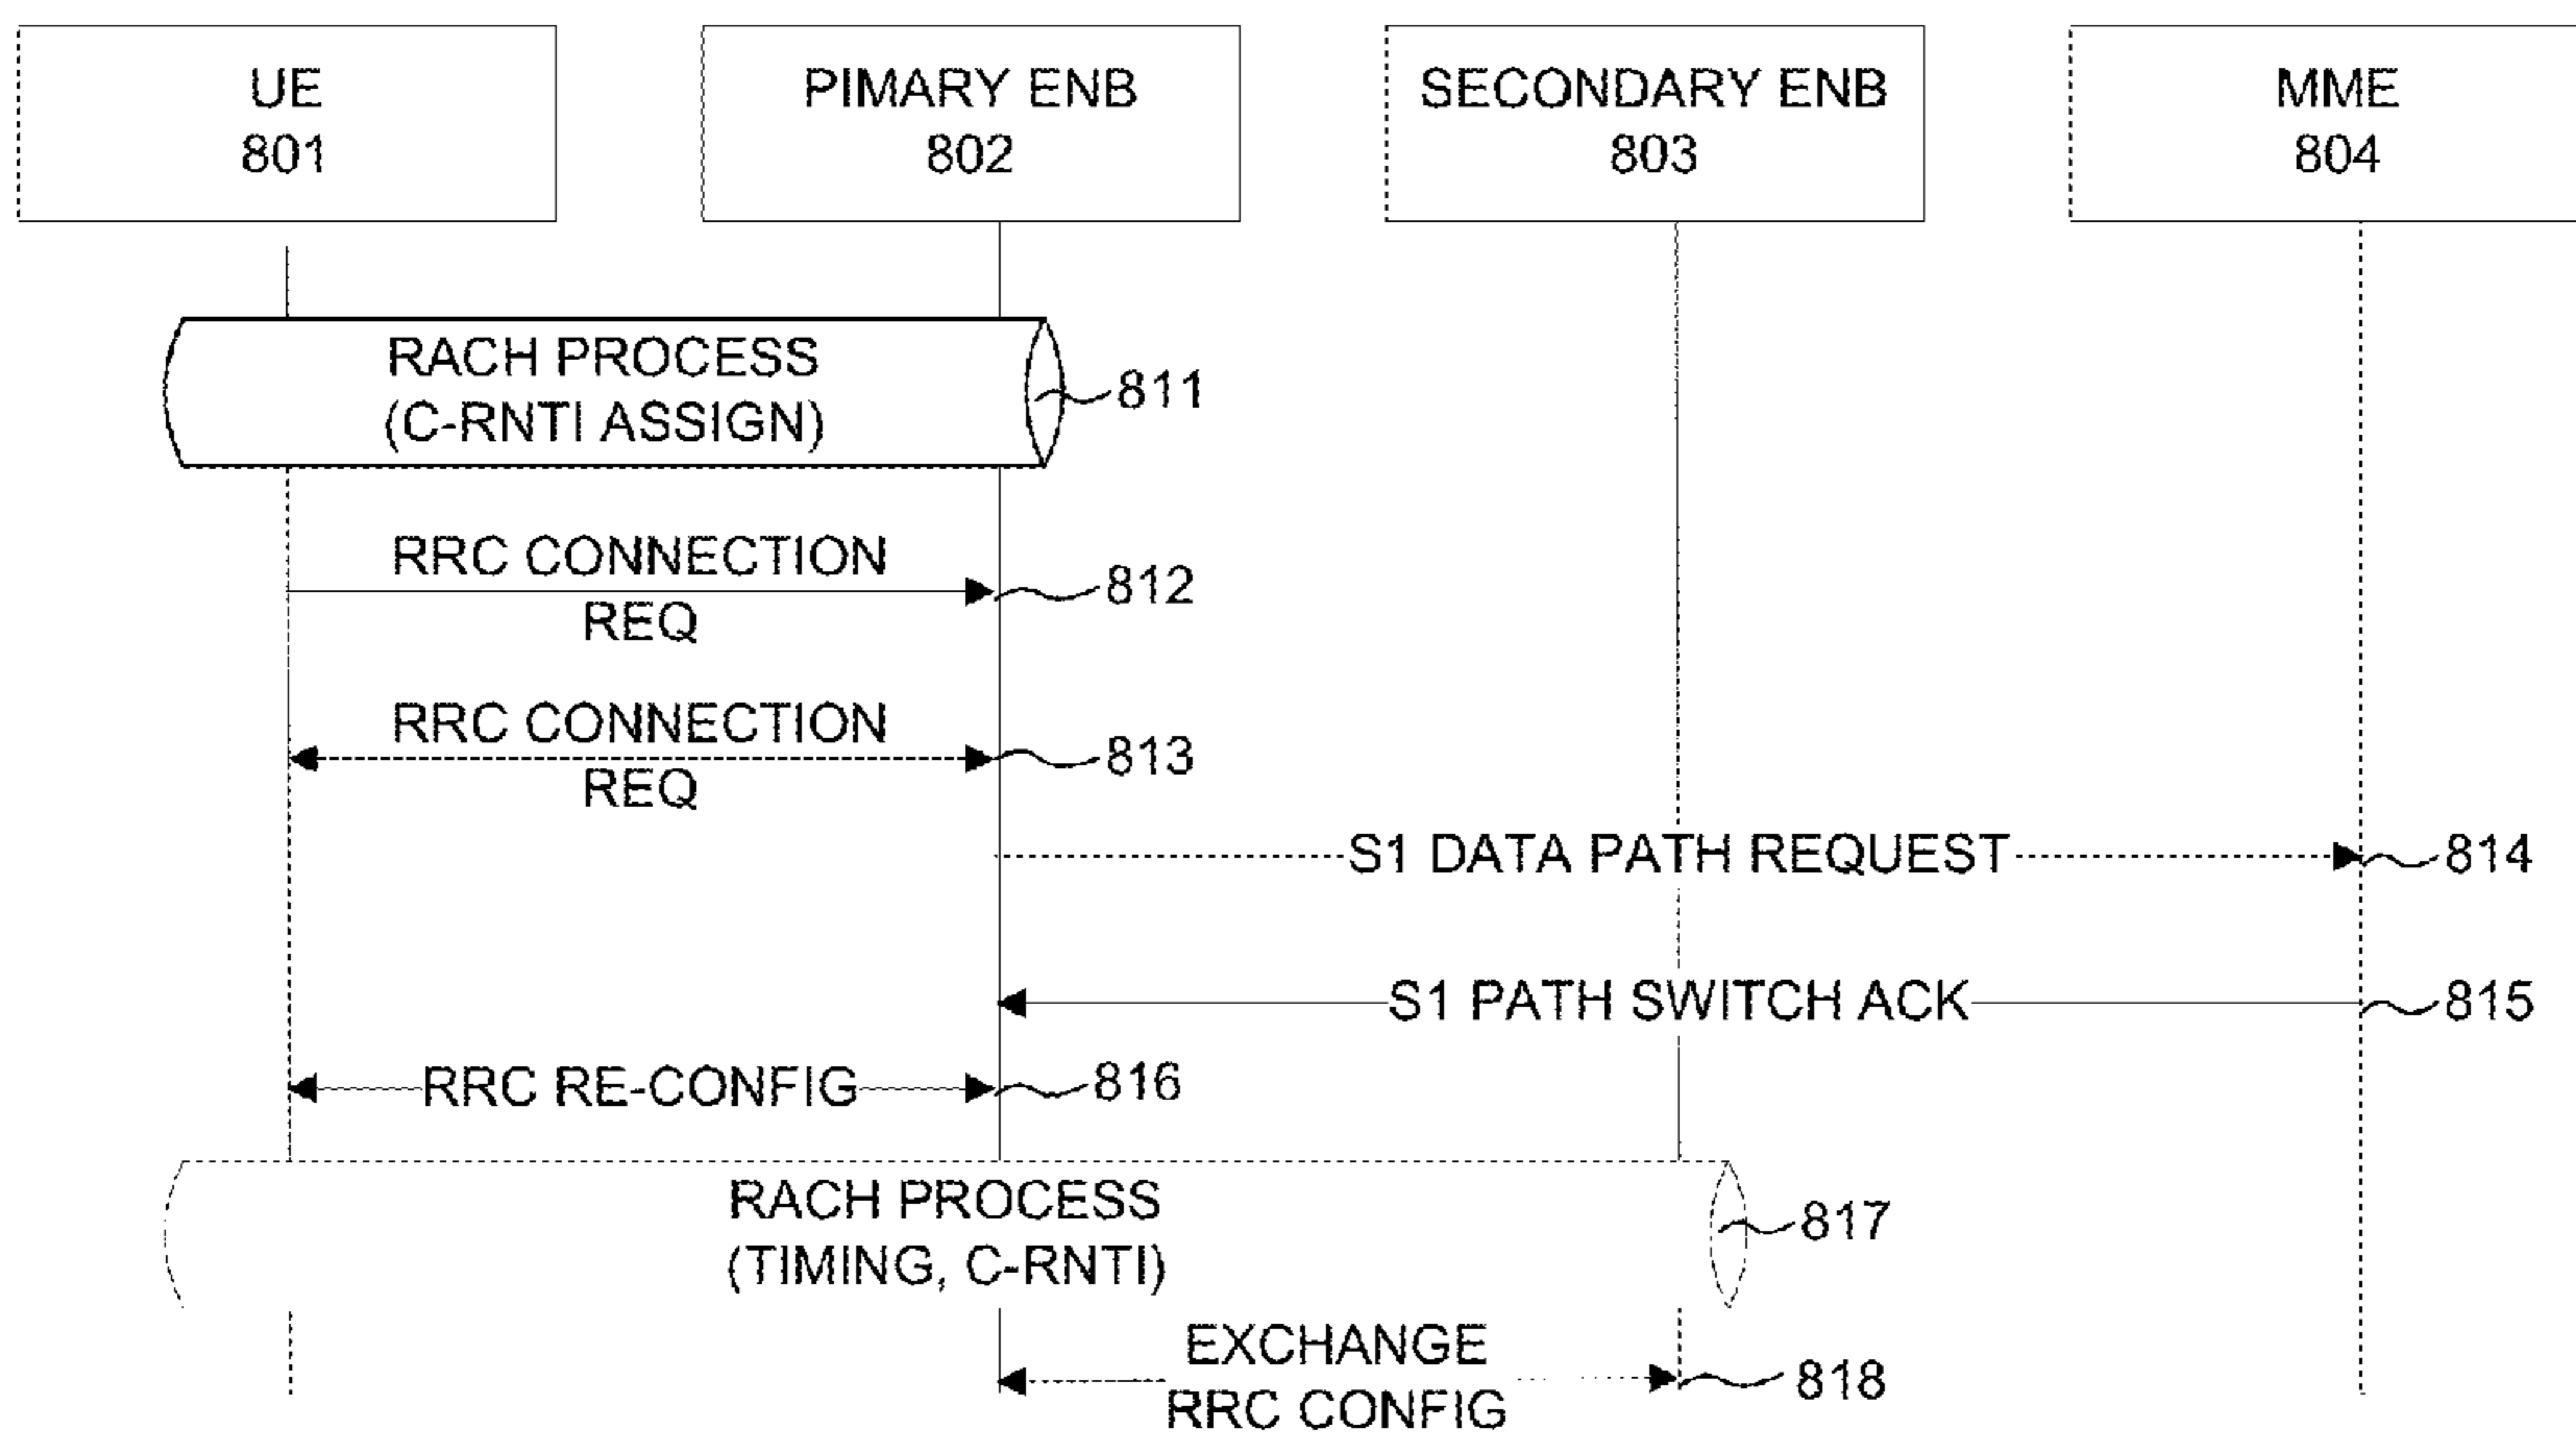 UE
801
PIMARY ENB
802
SECONDARY ENB
803
MME
804
RACH PROCESS
(C-RNTI ASSIGN)
811
RRC CONNECTION
REQ
812
RRC CONNECTION
REQ
813
S1 DATA PATH REQUEST
814
S1 PATH SWITCH ACK
815
RRC RE-CONFIG
816
RACH PROCESS
(TIMING, C-RNTI)
817
EXCHANGE
RRC CONFIG
818